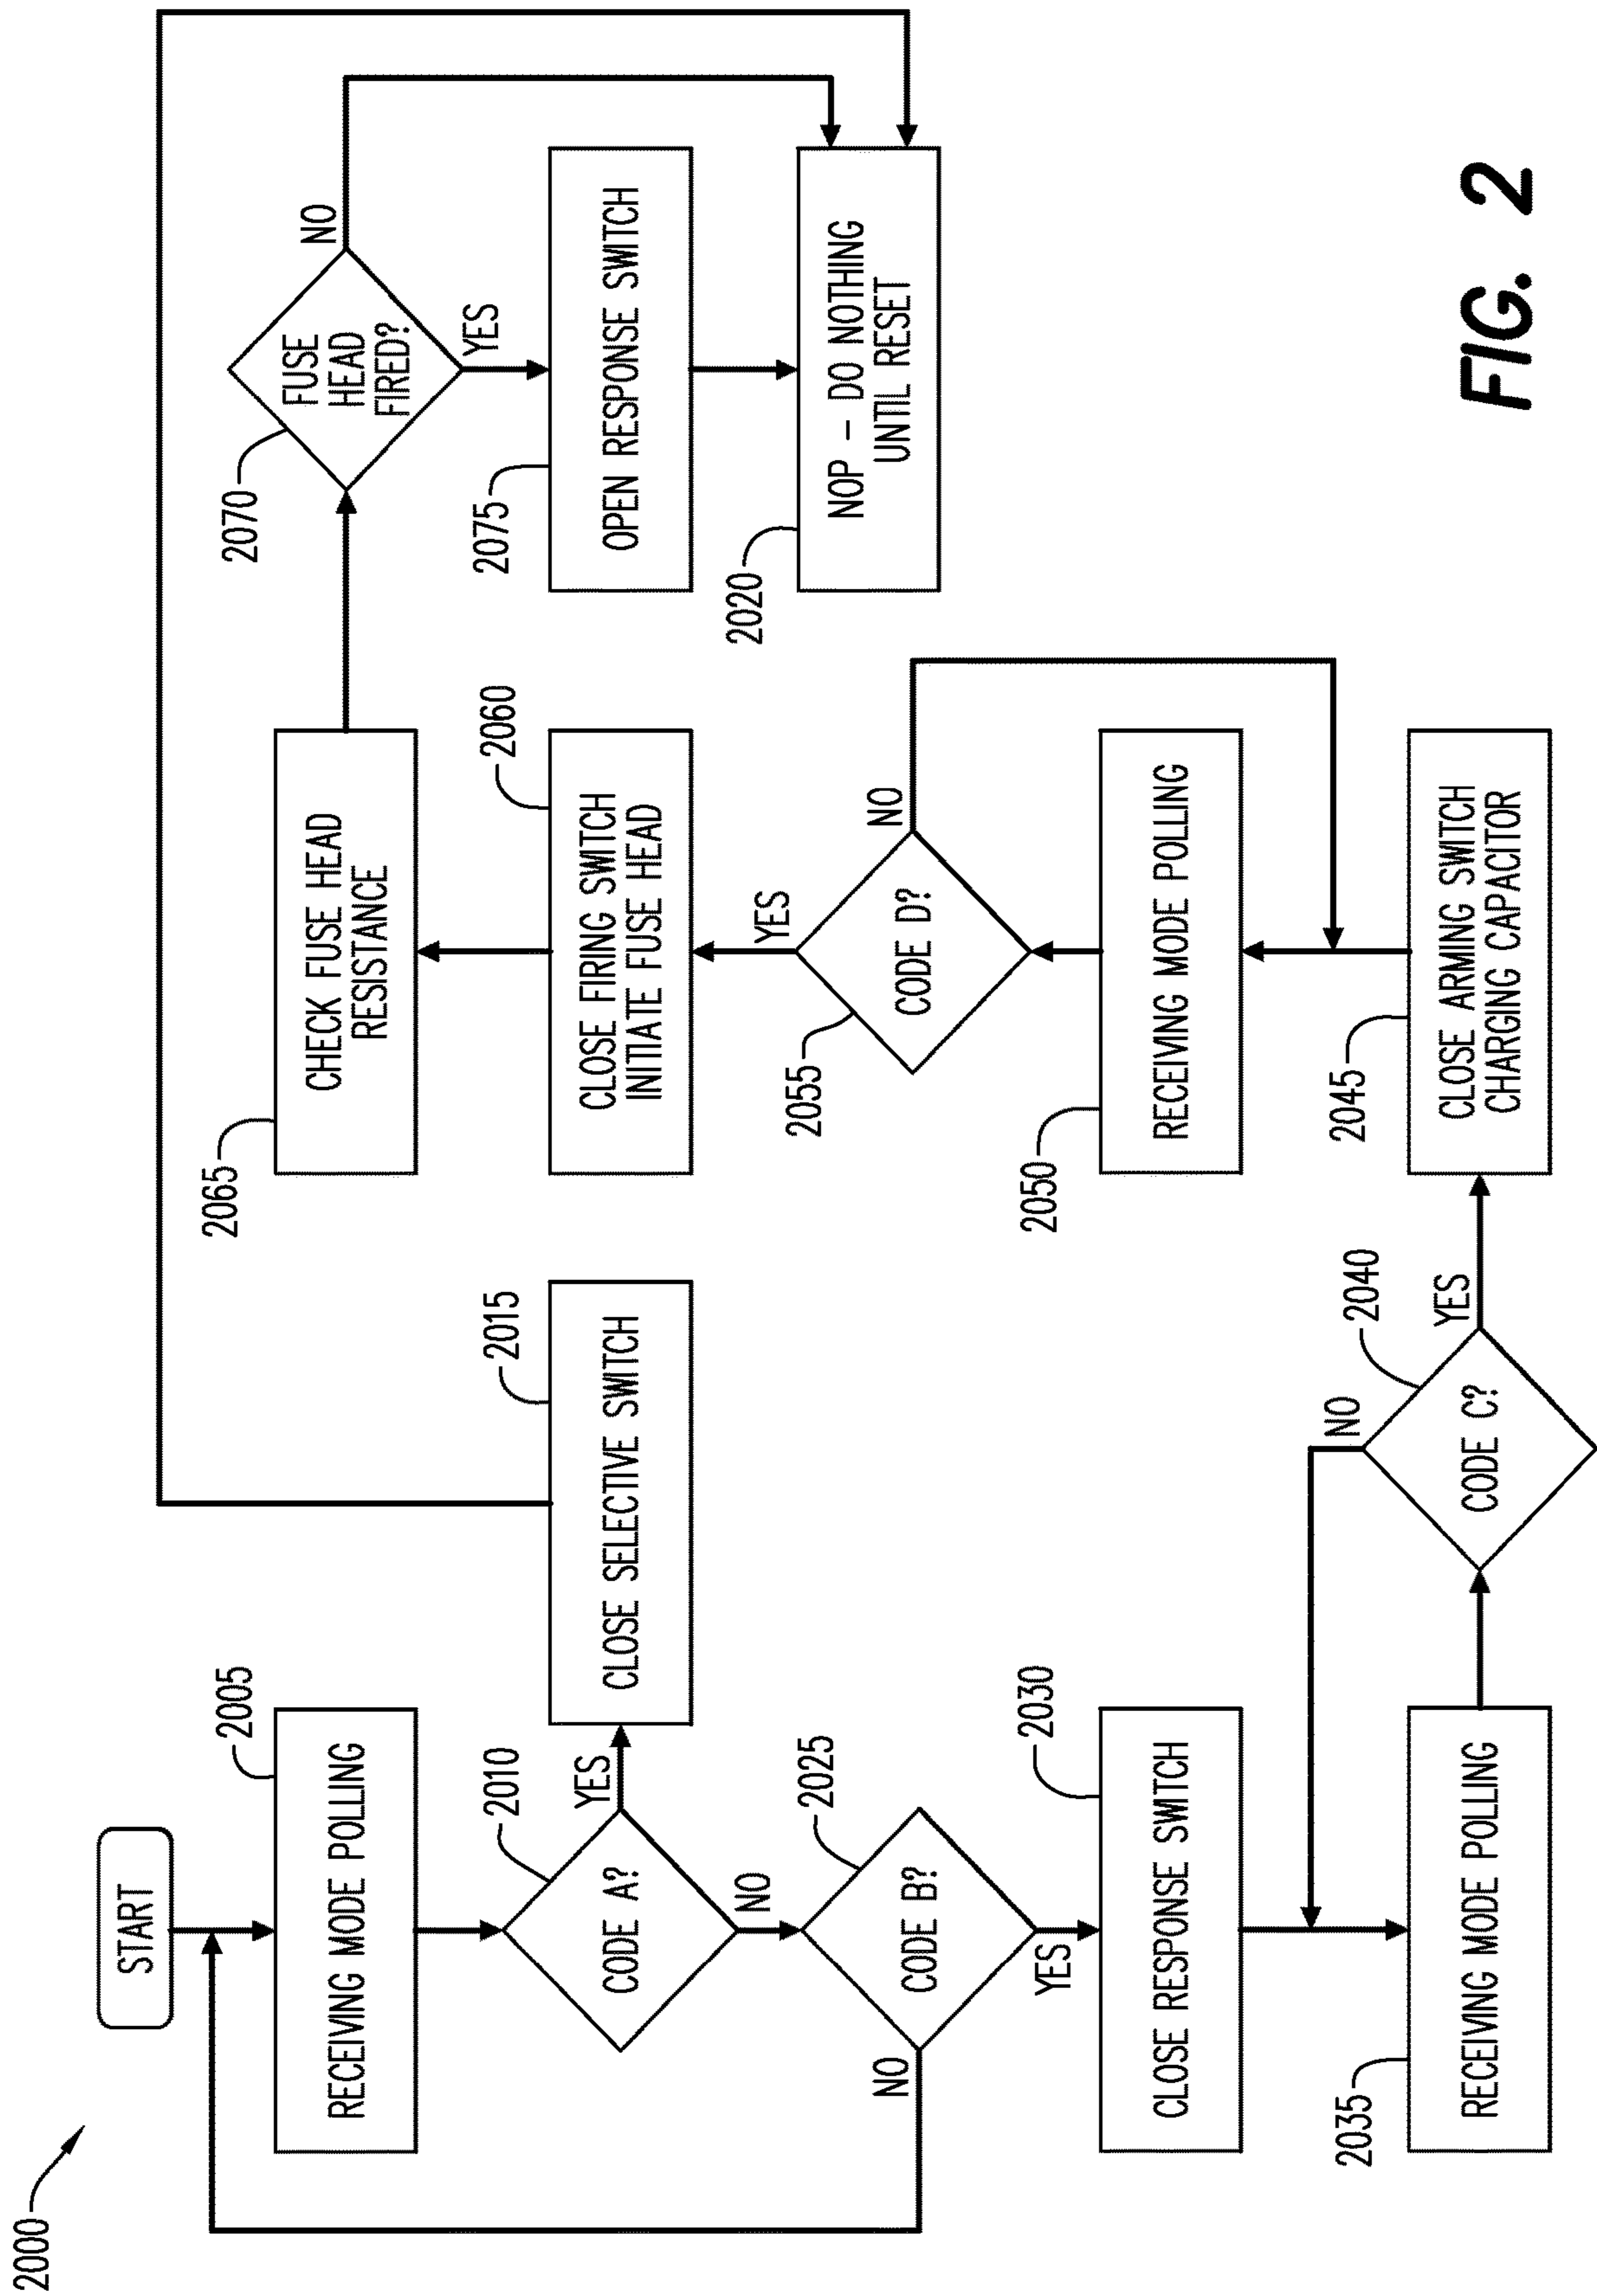 2000
START
2005
RECEIVING MODE POLLING
2010
CODE A?
YES
NO
2015
CLOSE SELECTIVE SWITCH
2025
CODE B?
NO
YES
2030
CLOSE RESPONSE SWITCH
2035
RECEIVING MODE POLLING
2040
CODE C?
NO
YES
2045
CLOSE ARMING SWITCH
CHARGING CAPACITOR
2050
RECEIVING MODE POLLING
2055
CODE D?
NO
YES
2060
CLOSE FIRING SWITCH
INITIATE FUSE HEAD
2065
CHECK FUSE HEAD
RESISTANCE
2070
FUSE
HEAD
FIRED?
NO
YES
2075
OPEN RESPONSE SWITCH
2020
NOP – DO NOTHING
UNTIL RESET
FIG. 2